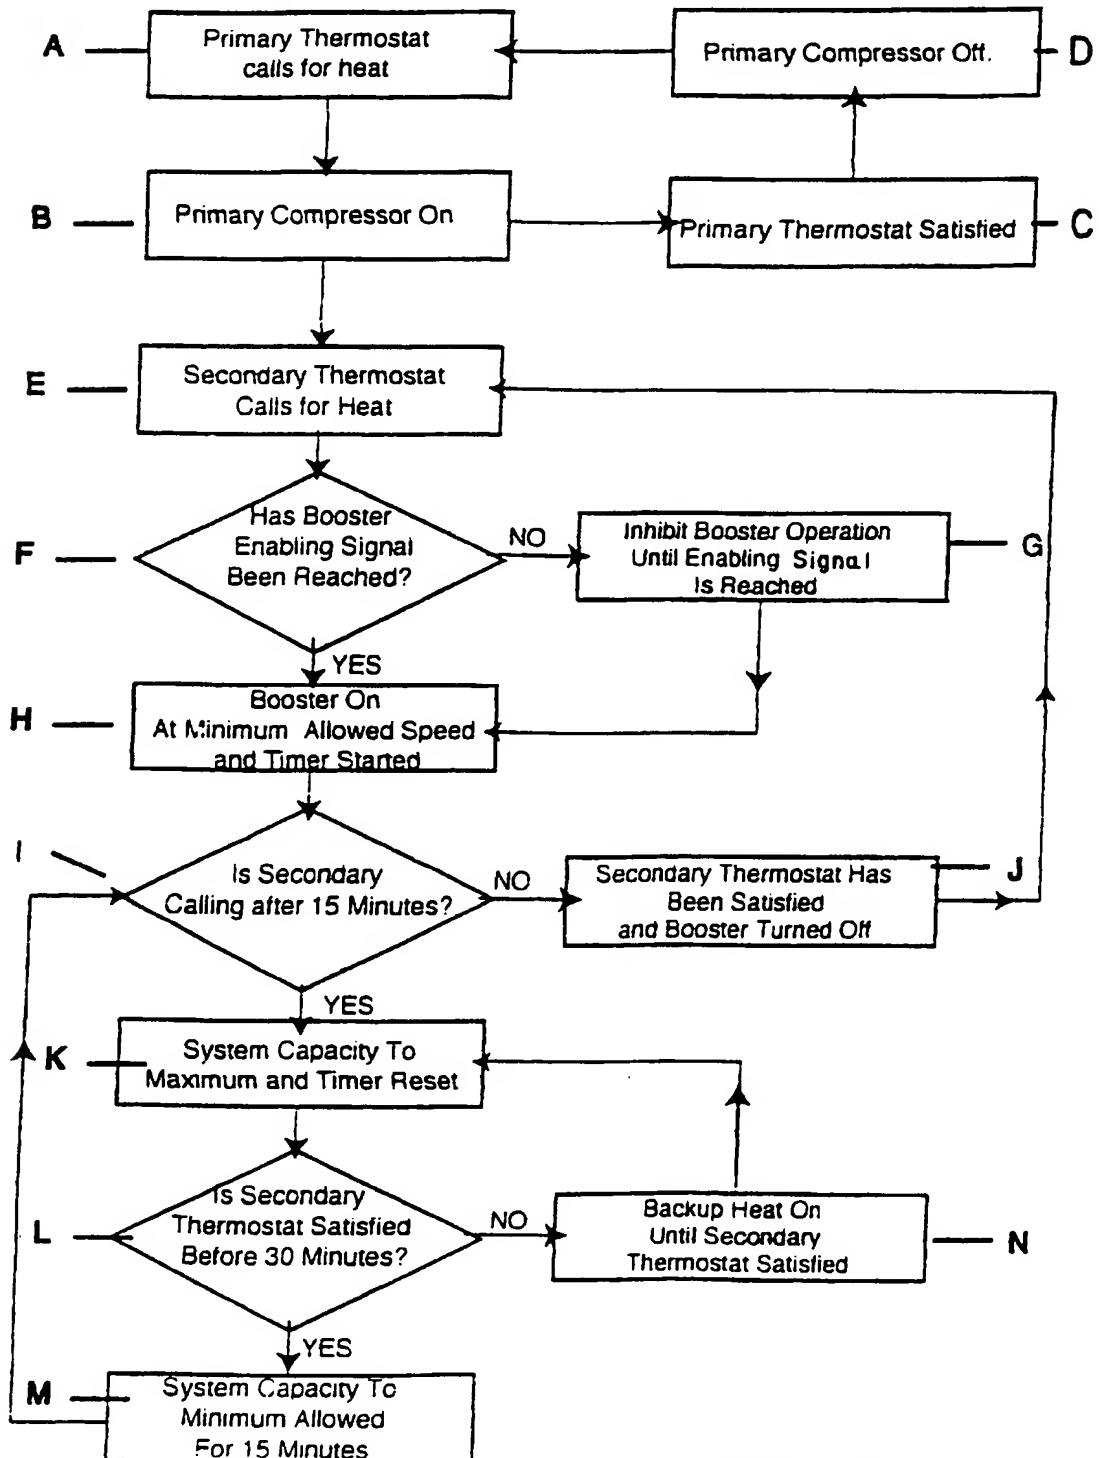 A
Primary Thermostat
calls for heat
Primary Compressor Off.
D
B
Primary Compressor On
Primary Thermostat Satisfied
C
E
Secondary Thermostat
Calls for Heat
F
Has Booster
Enabling Signal
Been Reached?
NO
Inhibit Booster Operation
Until Enabling Signal
Is Reached
G
YES
H
Booster On
At Minimum Allowed Speed
and Timer Started
I
Is Secondary
Calling after 15 Minutes?
NO
Secondary Thermostat Has
Been Satisfied
and Booster Turned Off
J
YES
K
System Capacity To
Maximum and Timer Reset
L
Is Secondary
Thermostat Satisfied
Before 30 Minutes?
NO
Backup Heat On
Until Secondary
Thermostat Satisfied
N
YES
M
System Capacity To
Minimum Allowed
For 15 Minutes